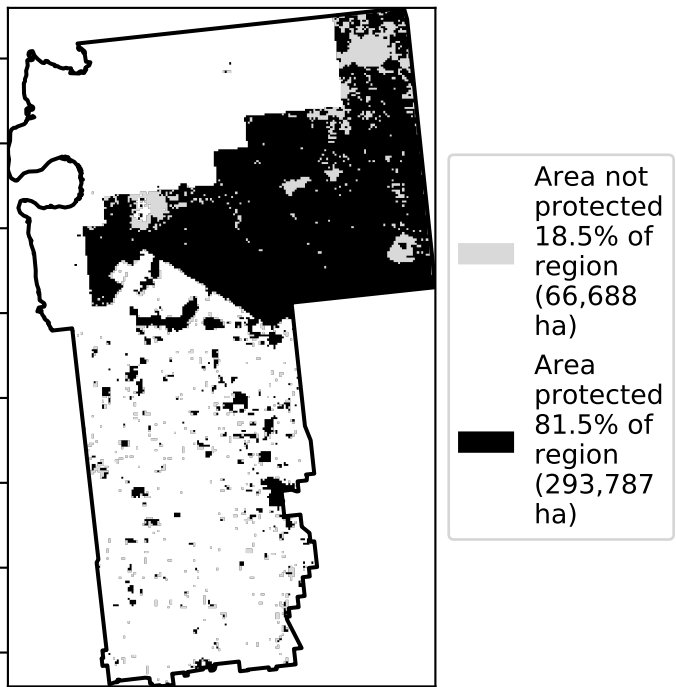 Area not
protected
18.5% of
region
(66,688
ha)
Area
protected
81.5% of
region
(293,787
ha)